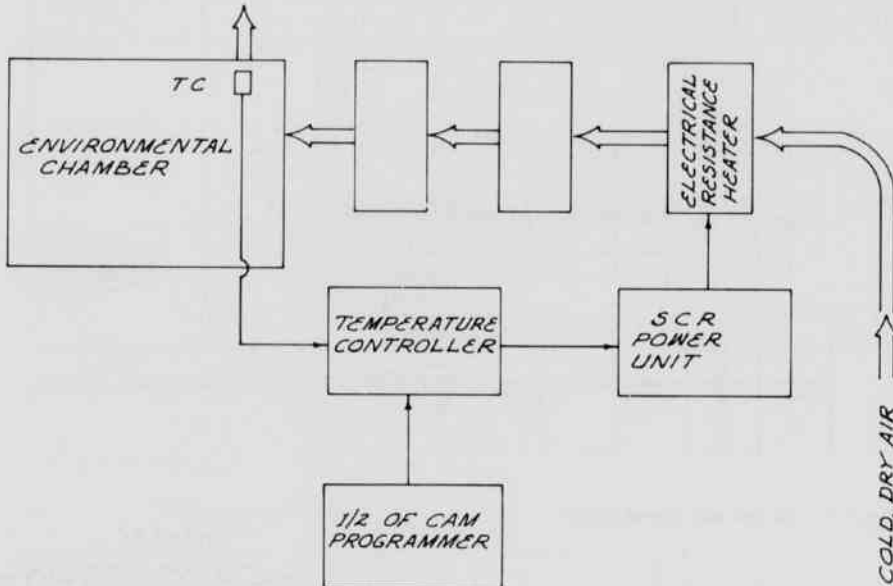 TC
ENVIRONMENTAL
CHAMBER
ELECTRICAL
RESISTANCE
HEATER
TEMPERATURE
CONTROLLER
SCR
POWER
UNIT
1/2 OF CAM
PROGRAMMER
COLD, DRY AIR